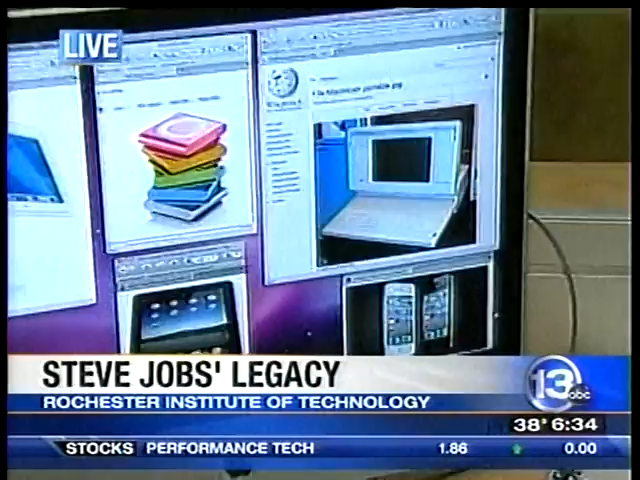 LIVE
STEVE JOBS' LEGACY
ROCHESTER INSTITUTE OF TECHNOLOGY
13 abc
38° 6:34
STOCKS PERFORMANCE TECH 1.86 0.00